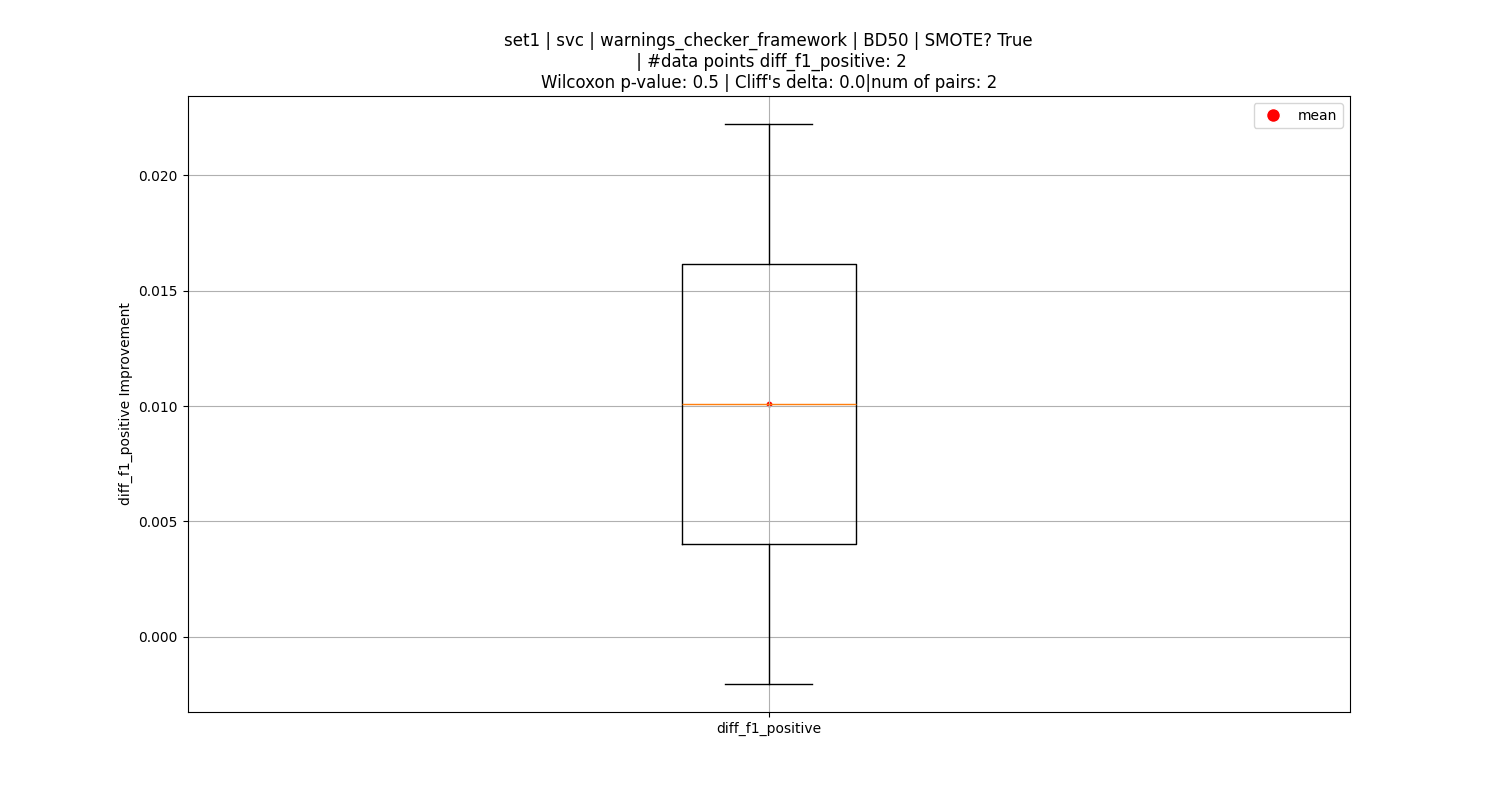 set1 | svc | warnings_checker_framework | BD50 | SMOTE? True
| #data points diff_f1_positive: 2
Wilcoxon p-value: 0.5 | Cliff's delta: 0.0|num of pairs: 2
mean
0.020
0.015
0.010
0.005
0.000
diff_f1_positive Improvement
diff_f1_positive